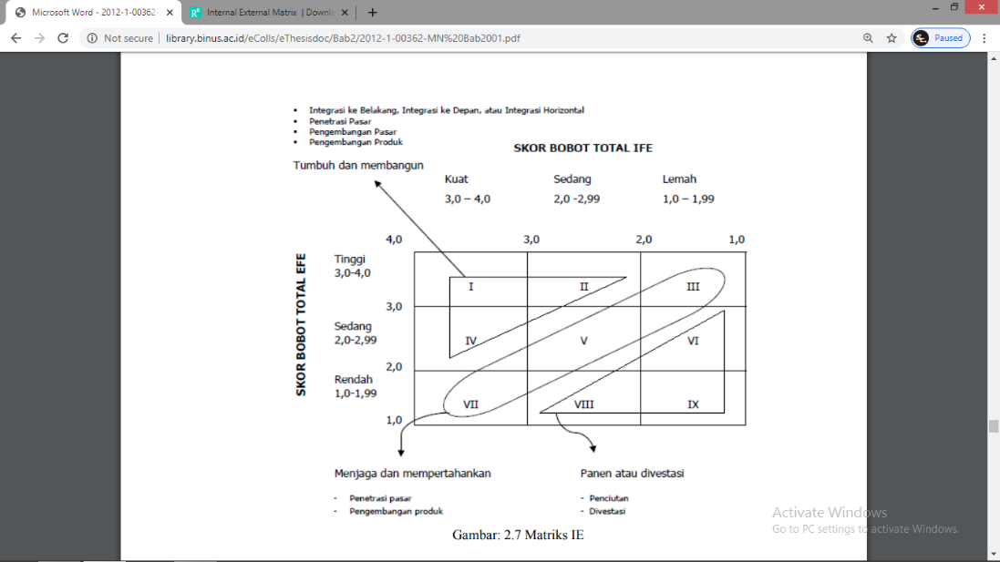 Microsoft Word - 2012-1-00362-
Internal External Matrix | Downlo
Not secure
library.binus.ac.id/eColls/eThesisdoc/Bab2/2012-1-00362-MN%20Bab2001.pdf
Paused
▪ Integrasi ke Belakang, Integrasi ke Depan, atau Integrasi Horizontal
▪ Penetrasi Pasar
▪ Pengembangan Pasar
▪ Pengembangan Produk
SKOR BOBOT TOTAL IFE
Tumbuh dan membangun
Kuat Sedang Lemah
3,0 – 4,0 2,0 -2,99 1,0 – 1,99
4,0 3,0 2,0 1,0
SKOR BOBOT TOTAL EFE
Tinggi
3,0-4,0
I II III
3,0
Sedang
2,0-2,99
IV V VI
2,0
Rendah
1,0-1,99
VII VIII IX
1,0
Menjaga dan mempertahankan
- Penetrasi pasar
- Pengembangan produk
Panen atau divestasi
- Penciutan
- Divestasi
Gambar: 2.7 Matriks IE
Activate Windows
Go to PC settings to activate Windows.